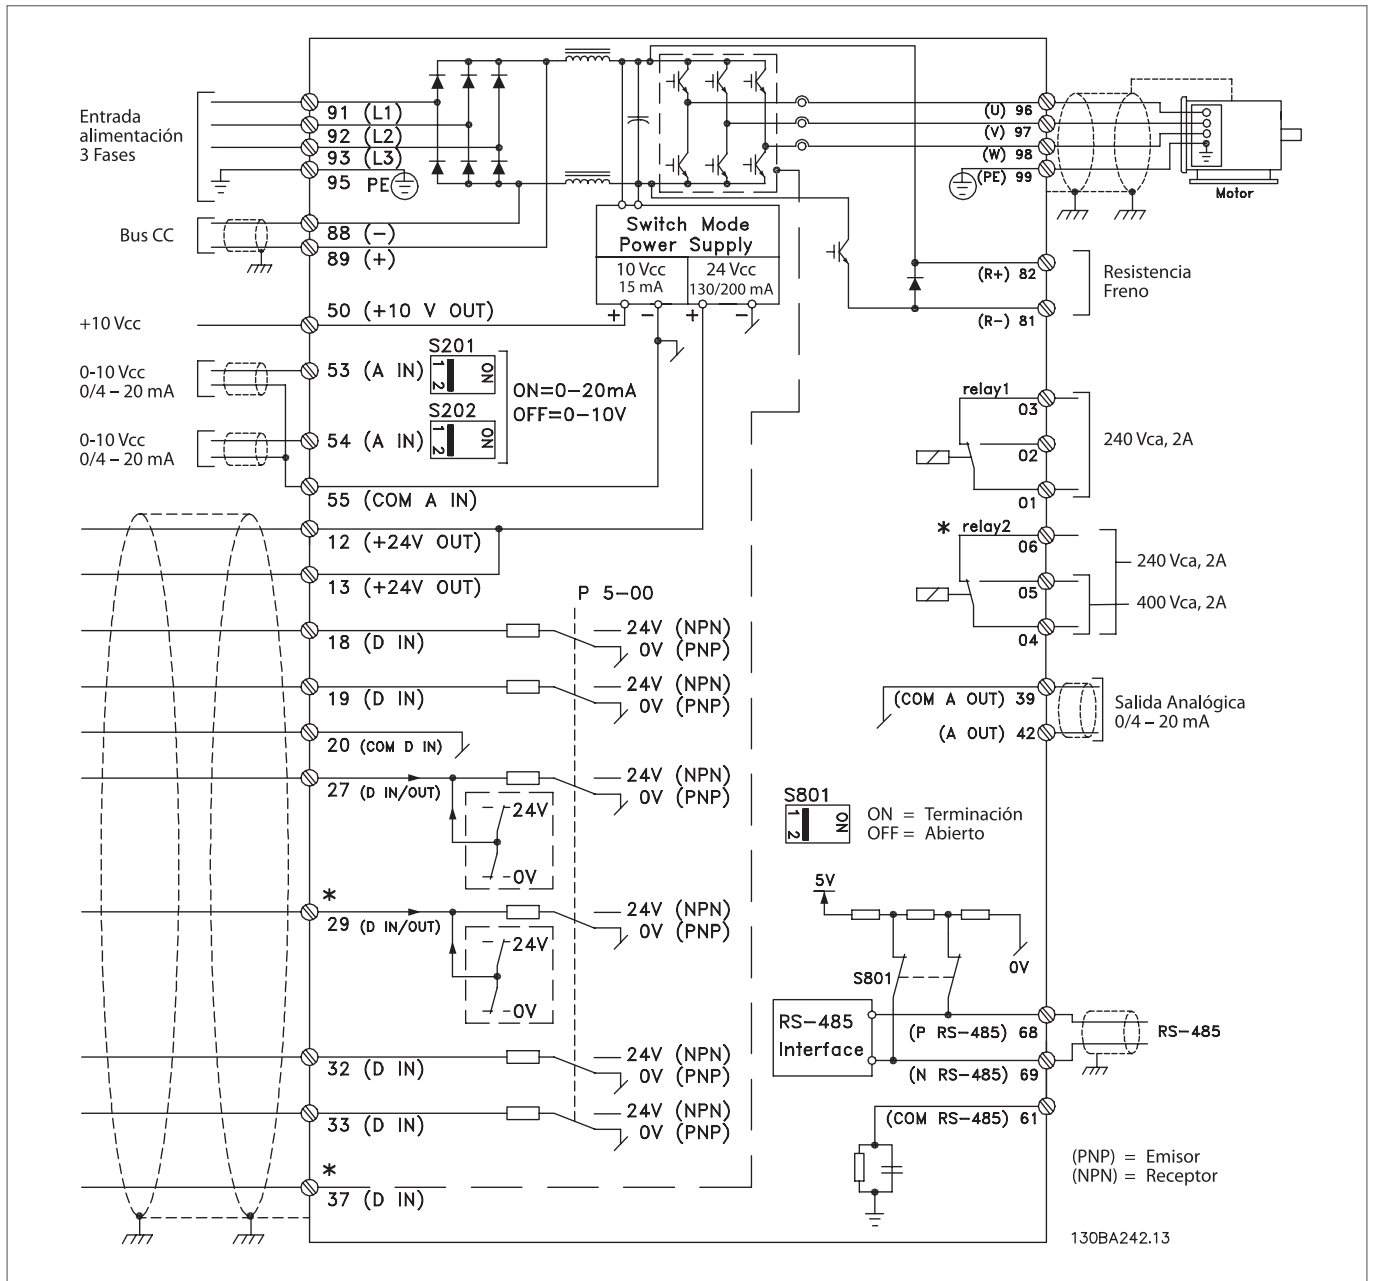 Entrada
alimentación
3 Fases
91 (L1)
92 (L2)
93 (L3)
95 PE
Bus CC
88 (−)
89 (+)
+10 Vcc
50 (+10 V OUT)
0-10 Vcc
0/4 – 20 mA
53 (A IN)
S201
1 2
ON
ON=0−20mA
OFF=0−10V
S202
1 2
ON
0-10 Vcc
0/4 – 20 mA
54 (A IN)
55 (COM A IN)
12 (+24V OUT)
13 (+24V OUT)
P 5−00
18 (D IN)
24V (NPN)
0V (PNP)
19 (D IN)
24V (NPN)
0V (PNP)
20 (COM D IN)
27 (D IN/OUT)
24V (NPN)
0V (PNP)
24V
0V
*
29 (D IN/OUT)
24V (NPN)
0V (PNP)
24V
0V
32 (D IN)
24V (NPN)
0V (PNP)
33 (D IN)
24V (NPN)
0V (PNP)
*
37 (D IN)
Switch Mode
Power Supply
10 Vcc
15 mA
24 Vcc
130/200 mA
+ − + −
(U) 96
(V) 97
(W) 98
(PE) 99
Motor
(R+) 82
(R−) 81
Resistencia
Freno
relay1
03
02
01
240 Vca, 2A
* relay2
06
05
04
240 Vca, 2A
400 Vca, 2A
(COM A OUT) 39
(A OUT) 42
Salida Analógica
0/4 – 20 mA
S801
1 2
ON
ON = Terminación
OFF = Abierto
5V
0V
S801
RS−485
Interface
(P RS−485) 68
(N RS−485) 69
RS−485
(COM RS−485) 61
(PNP) = Emisor
(NPN) = Receptor
130BA242.13